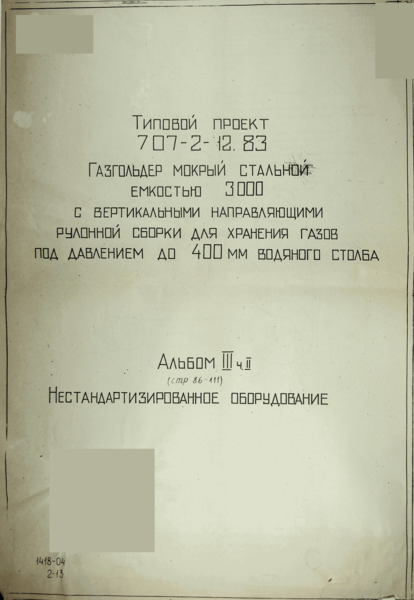 Типовой проект
707-2-12.83
Газгольдер мокрый стальной
емкостью 3000
с вертикальными направляющими
рулонной сборки для хранения газов
под давлением до 400 мм водяного столба
Альбом III ч. II
(стр 86-111)
Нестандартизированное оборудование
1418-04
2-13